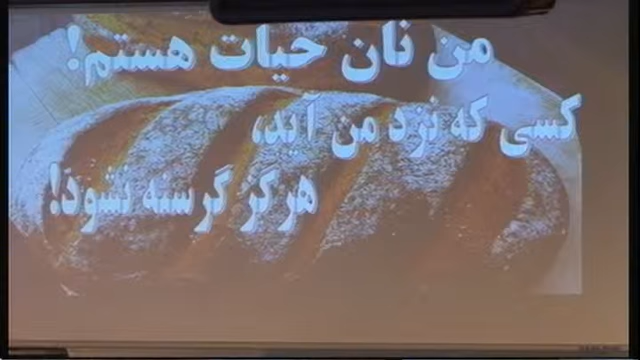 من نان حیات هستم!
کسی که نزد من آید،
هرگز گرسنه نشود!